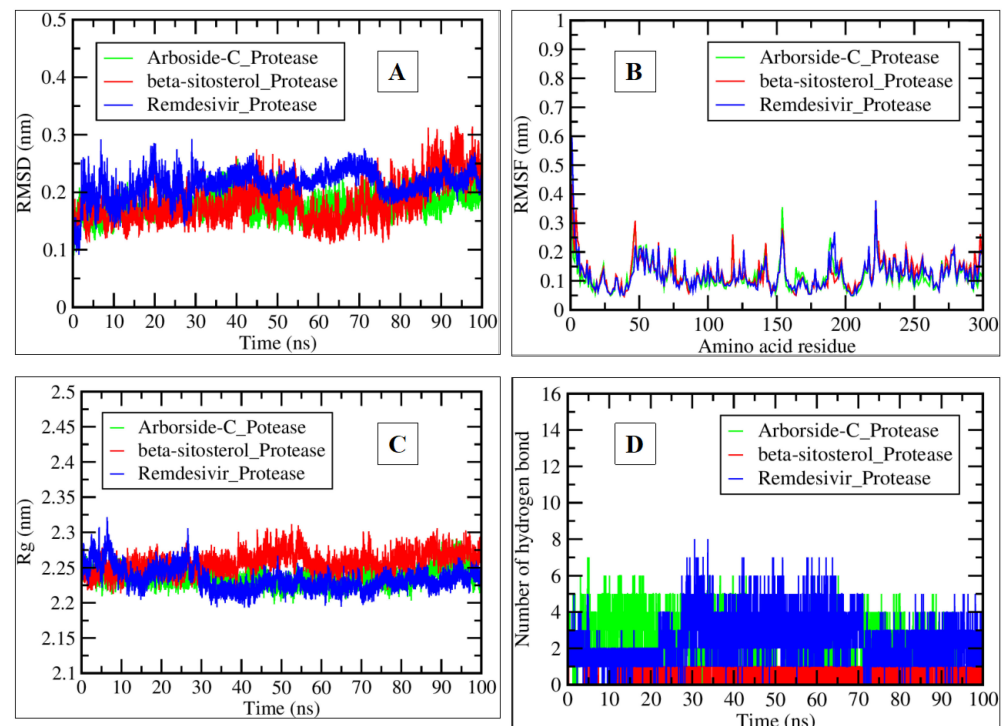 0.5
0.4
0.3
0.2
0.1
0
RMSD (nm)
Arboside-C_Protease
beta-sitosterol_Protease
Remdesivir_Protease
A
0 10 20 30 40 50 60 70 80 90 100
Time (ns)
1
0.9
0.8
0.7
0.6
0.5
0.4
0.3
0.2
0.1
0
RMSF (nm)
Arborside-C_Protease
beta-sitosterol_Protease
Remdesivir_Protease
B
0 50 100 150 200 250 300
Amino acid residue
2.5
2.45
2.4
2.35
2.3
2.25
2.2
2.15
2.1
Rg (nm)
Arborside-C_Potease
beta-sitosterol_Protease
Remdesivir_Protease
C
0 10 20 30 40 50 60 70 80 90 100
Time (ns)
16
14
12
10
8
6
4
2
0
Number of hydrogen bond
Arborside-C_Protease
beta-sitosterol_Protease
Remdesivir_Protease
D
0 10 20 30 40 50 60 70 80 90 100
Time (ns)